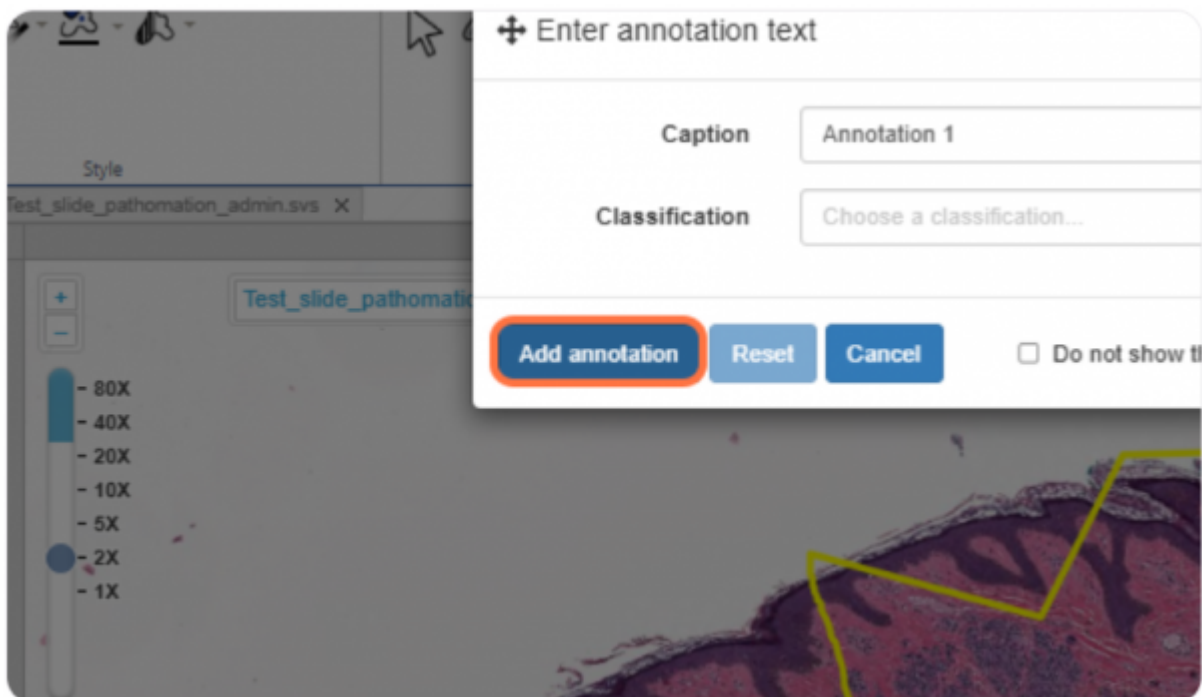 Enter annotation text
Caption Annotation 1
Style
Test_slide_pathomation_admin.svs X
Classification Choose a classification...
+
Test_slide_pathomatic
−
Add annotation Reset Cancel Do not show th
- 80X
- 40X
- 20X
- 10X
- 5X
- 2X
- 1X